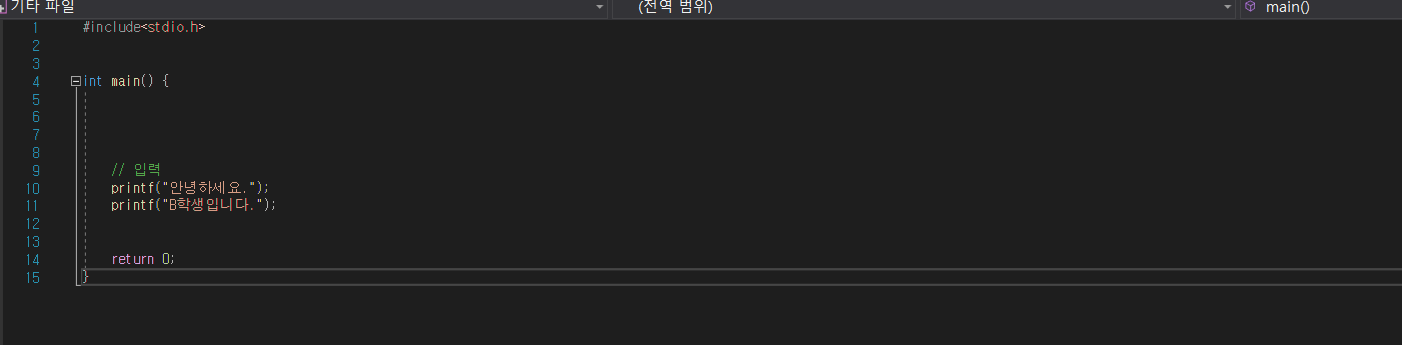 기타 파일 (전역 범위) main()
1 #include<stdio.h>
2
3
4 int main() {
5
6
7
8
9 // 입력
10 printf("안녕하세요.");
11 printf("B학생입니다.");
12
13
14 return 0;
15 }